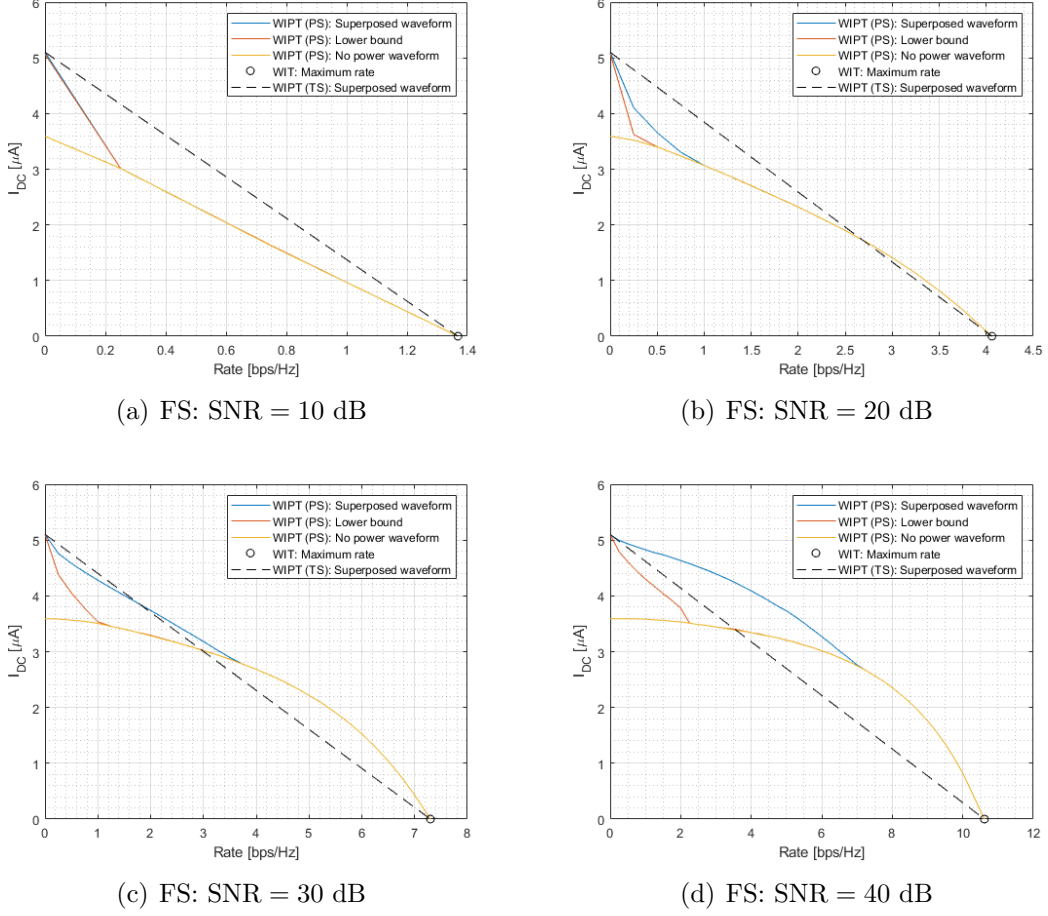 6
5
4
3
2
1
0
I_DC [µA]
WIPT (PS): Superposed waveform
WIPT (PS): Lower bound
WIPT (PS): No power waveform
WIT: Maximum rate
WIPT (TS): Superposed waveform
0 0.2 0.4 0.6 0.8 1 1.2 1.4
Rate [bps/Hz]
(a) FS: SNR = 10 dB
6
5
4
3
2
1
0
I_DC [µA]
WIPT (PS): Superposed waveform
WIPT (PS): Lower bound
WIPT (PS): No power waveform
WIT: Maximum rate
WIPT (TS): Superposed waveform
0 0.5 1 1.5 2 2.5 3 3.5 4 4.5
Rate [bps/Hz]
(b) FS: SNR = 20 dB
6
5
4
3
2
1
0
I_DC [µA]
WIPT (PS): Superposed waveform
WIPT (PS): Lower bound
WIPT (PS): No power waveform
WIT: Maximum rate
WIPT (TS): Superposed waveform
0 1 2 3 4 5 6 7 8
Rate [bps/Hz]
(c) FS: SNR = 30 dB
6
5
4
3
2
1
0
I_DC [µA]
WIPT (PS): Superposed waveform
WIPT (PS): Lower bound
WIPT (PS): No power waveform
WIT: Maximum rate
WIPT (TS): Superposed waveform
0 2 4 6 8 10 12
Rate [bps/Hz]
(d) FS: SNR = 40 dB